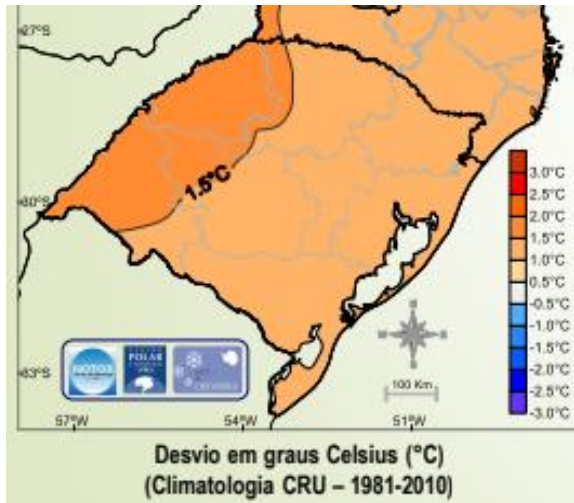 27°S
30°S
33°S
57°W
54°W
51°W
1.5°C
3.0°C
2.5°C
2.0°C
1.5°C
1.0°C
0.5°C
-0.5°C
-1.0°C
-1.5°C
-2.0°C
-2.5°C
-3.0°C
NOTOS
POLAR
100 Km
Desvio em graus Celsius (°C)
(Climatologia CRU – 1981-2010)